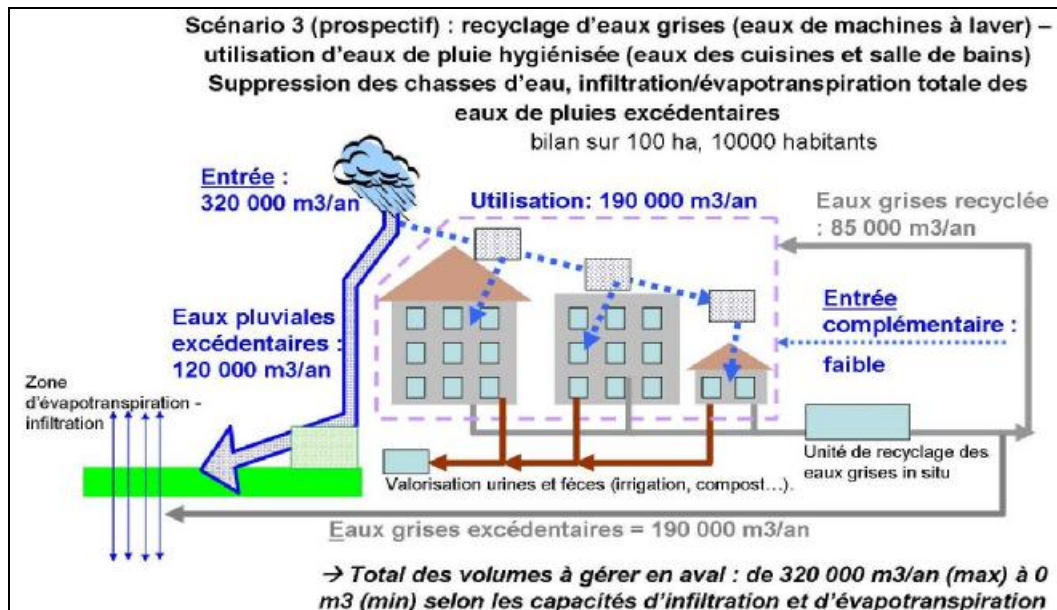 Scénario 3 (prospectif) : recyclage d'eaux grises (eaux de machines à laver) –
utilisation d'eaux de pluie hygiénisée (eaux des cuisines et salle de bains)
Suppression des chasses d'eau, infiltration/évapotranspiration totale des
eaux de pluies excédentaires
bilan sur 100 ha, 10000 habitants
Entrée :
320 000 m3/an
Utilisation: 190 000 m3/an
Eaux grises recyclée
: 85 000 m3/an
Eaux pluviales
excédentaires :
120 000 m3/an
Entrée
complémentaire :
faible
Zone
d'évapotranspiration -
infiltration
Unité de recyclage des
eaux grises in situ
Valorisation urines et féces (irrigation, compost…).
Eaux grises excédentaires = 190 000 m3/an
→ Total des volumes à gérer en aval : de 320 000 m3/an (max) à 0
m3 (min) selon les capacités d'infiltration et d'évapotranspiration